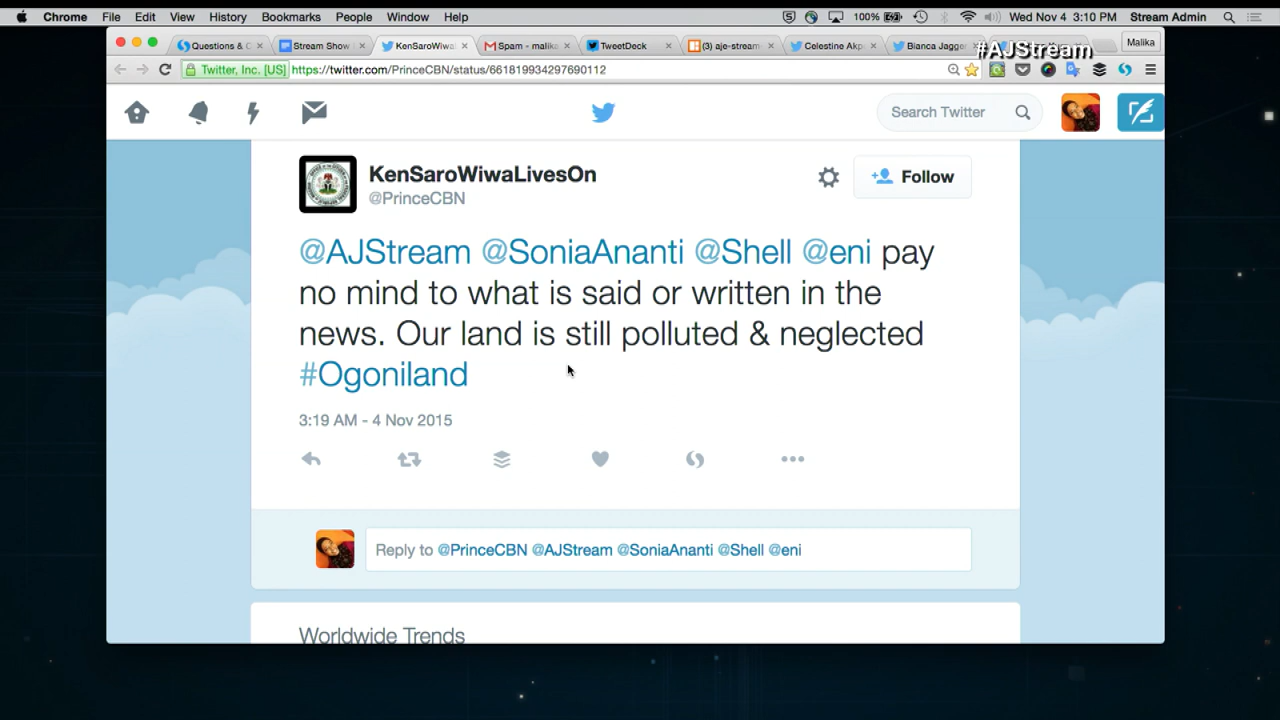 Chrome File Edit View History Bookmarks People Window Help 100% Wed Nov 4 3:10 PM Stream Admin
Questions & C Stream Show KenSaroWiwa Spam - malika TweetDeck (3) aje-stream Celestine Akp Bianca Jagge Malika
#AJStream
Twitter, Inc. [US] https://twitter.com/PrinceCBN/status/661819934297690112
Search Twitter
KenSaroWiwaLivesOn
@PrinceCBN
Follow
@AJStream @SoniaAnanti @Shell @eni pay
no mind to what is said or written in the
news. Our land is still polluted & neglected
#Ogoniland
3:19 AM - 4 Nov 2015
Reply to @PrinceCBN @AJStream @SoniaAnanti @Shell @eni
Worldwide Trends